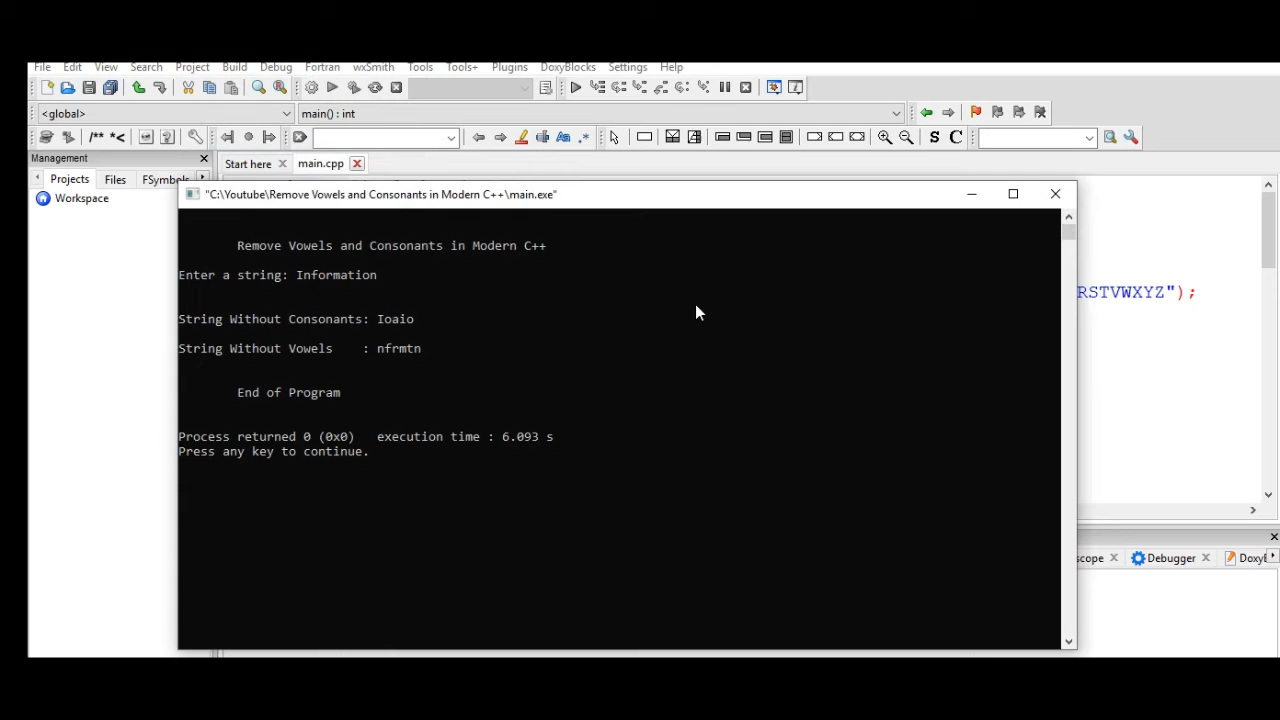 File Edit View Search Project Build Debug Fortran wxSmith Tools Tools+ Plugins DoxyBlocks Settings Help
<global> main() : int
/** *< .* S C
Management
Start here main.cpp
Projects Files FSymbols
Workspace
"C:\Youtube\Remove Vowels and Consonants in Modern C++\main.exe"
Remove Vowels and Consonants in Modern C++
Enter a string: Information
RSTVWXYZ");
String Without Consonants: Ioaio
String Without Vowels : nfrmtn
End of Program
Process returned 0 (0x0) execution time : 6.093 s
Press any key to continue.
scope Debugger DoxyB